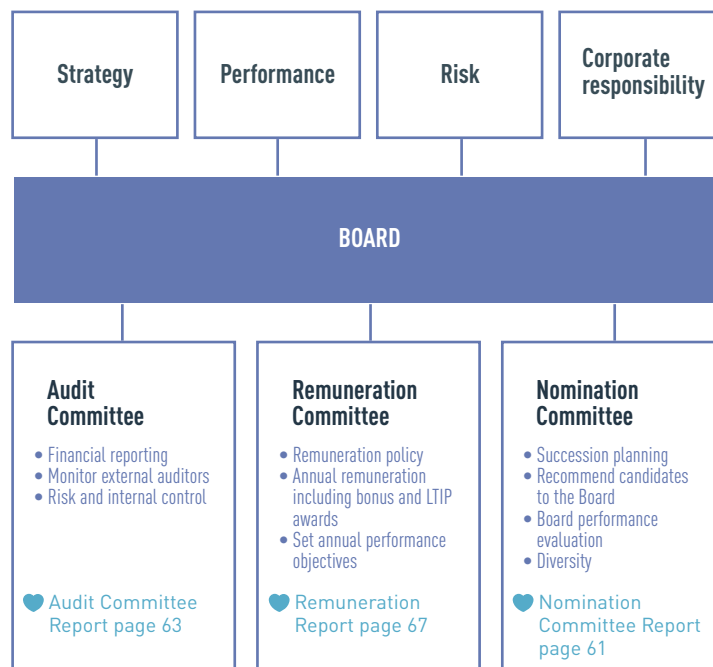 Strategy
Performance
Risk
Corporate
responsibility
BOARD
Audit
Committee
• Financial reporting
• Monitor external auditors
• Risk and internal control
Audit Committee
Report page 63
Remuneration
Committee
• Remuneration policy
• Annual remuneration
including bonus and LTIP
awards
• Set annual performance
objectives
Remuneration
Report page 67
Nomination
Committee
• Succession planning
• Recommend candidates
to the Board
• Board performance
evaluation
• Diversity
Nomination
Committee Report
page 61